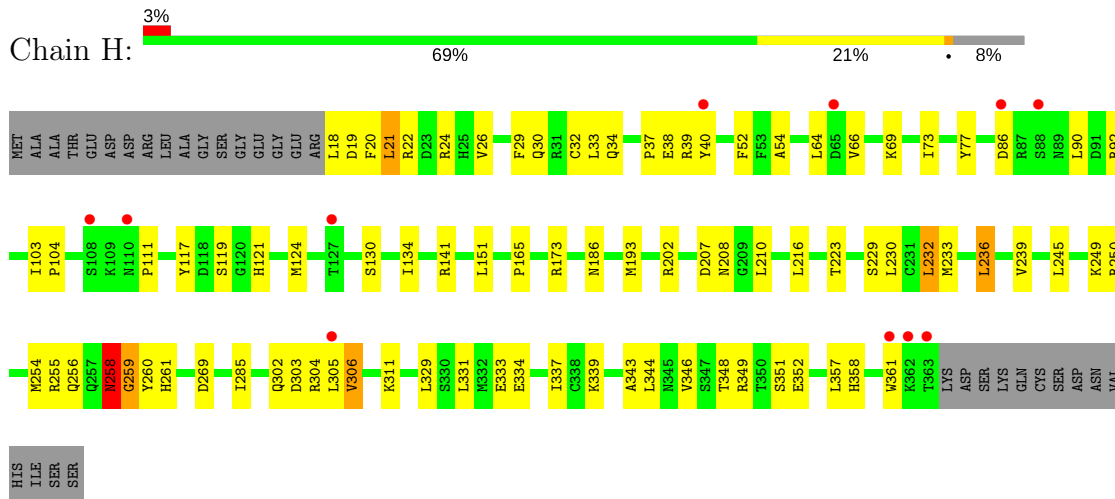 3%
Chain H:
69% 21% • 8%
MET ALA ALA THR GLU ASP ASP ARG LEU ALA GLY SER GLY GLU GLY GLU ARG L18 D19 F20 L21 R22 D23 R24 H25 V26 F29 Q30 R31 C32 L33 Q34 P37 E38 R39 Y40 F52 F53 A54 L64 D65 V66 K69 I73 Y77 D86 R87 S88 N89 L90 D91
I103 P104 S108 K109 N110 P111 Y117 D118 S119 G120 H121 M124 T127 S130 I134 R141 L151 P165 R173 N186 M193 R202 D207 N208 G209 L210 L216 T223 S229 L230 C231 L232 M233 L236 V239 L245 K249
M254 R255 Q256 Q257 N258 G259 Y260 H261 D269 I285 Q302 D303 R304 L305 V306 K311 L329 S330 L331 M332 E333 E334 I337 C338 K339 A343 L344 N345 V346 S347 T348 R349 T350 S351 E352 L357 H358 W361 K362 T363 LYS ASP SER LYS GLN CYS SER ASP ASN VAL
HIS ILE SER SER